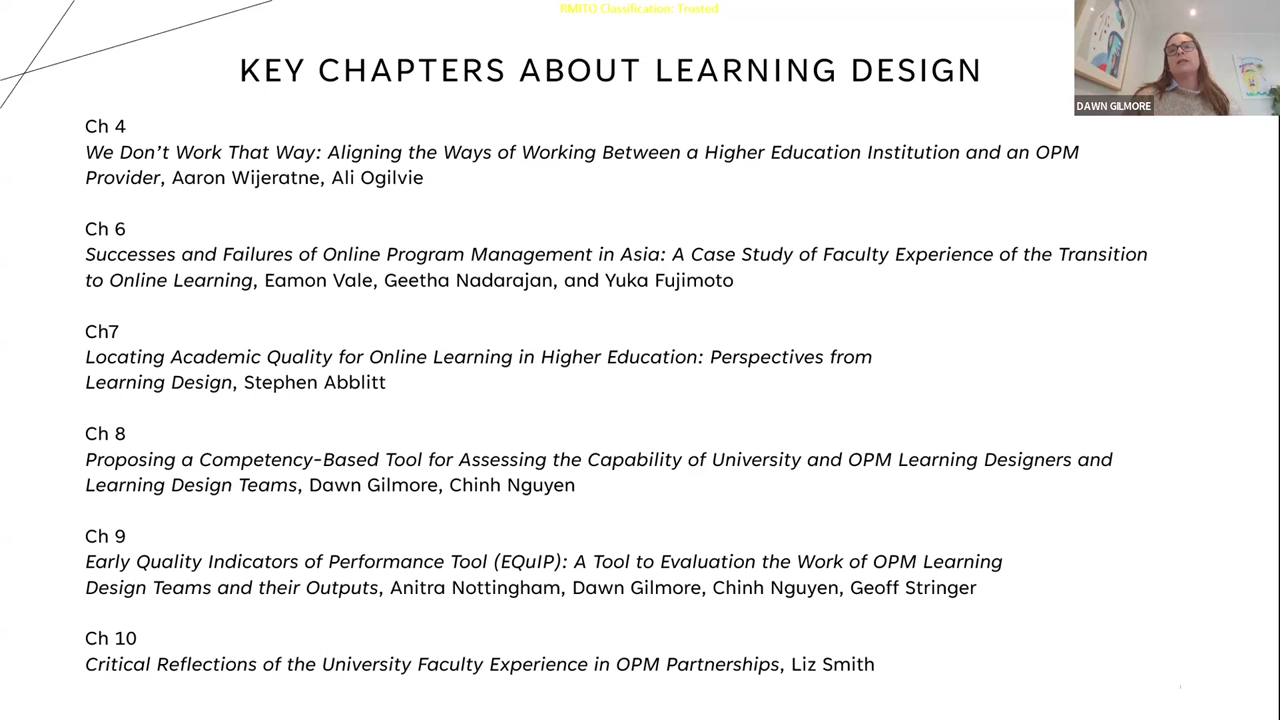 RMITO Classification: Trusted
KEY CHAPTERS ABOUT LEARNING DESIGN
DAWN GILMORE
Ch 4
We Don’t Work That Way: Aligning the Ways of Working Between a Higher Education Institution and an OPM
Provider, Aaron Wijeratne, Ali Ogilvie
Ch 6
Successes and Failures of Online Program Management in Asia: A Case Study of Faculty Experience of the Transition
to Online Learning, Eamon Vale, Geetha Nadarajan, and Yuka Fujimoto
Ch7
Locating Academic Quality for Online Learning in Higher Education: Perspectives from
Learning Design, Stephen Abblitt
Ch 8
Proposing a Competency-Based Tool for Assessing the Capability of University and OPM Learning Designers and
Learning Design Teams, Dawn Gilmore, Chinh Nguyen
Ch 9
Early Quality Indicators of Performance Tool (EQuIP): A Tool to Evaluation the Work of OPM Learning
Design Teams and their Outputs, Anitra Nottingham, Dawn Gilmore, Chinh Nguyen, Geoff Stringer
Ch 10
Critical Reflections of the University Faculty Experience in OPM Partnerships, Liz Smith